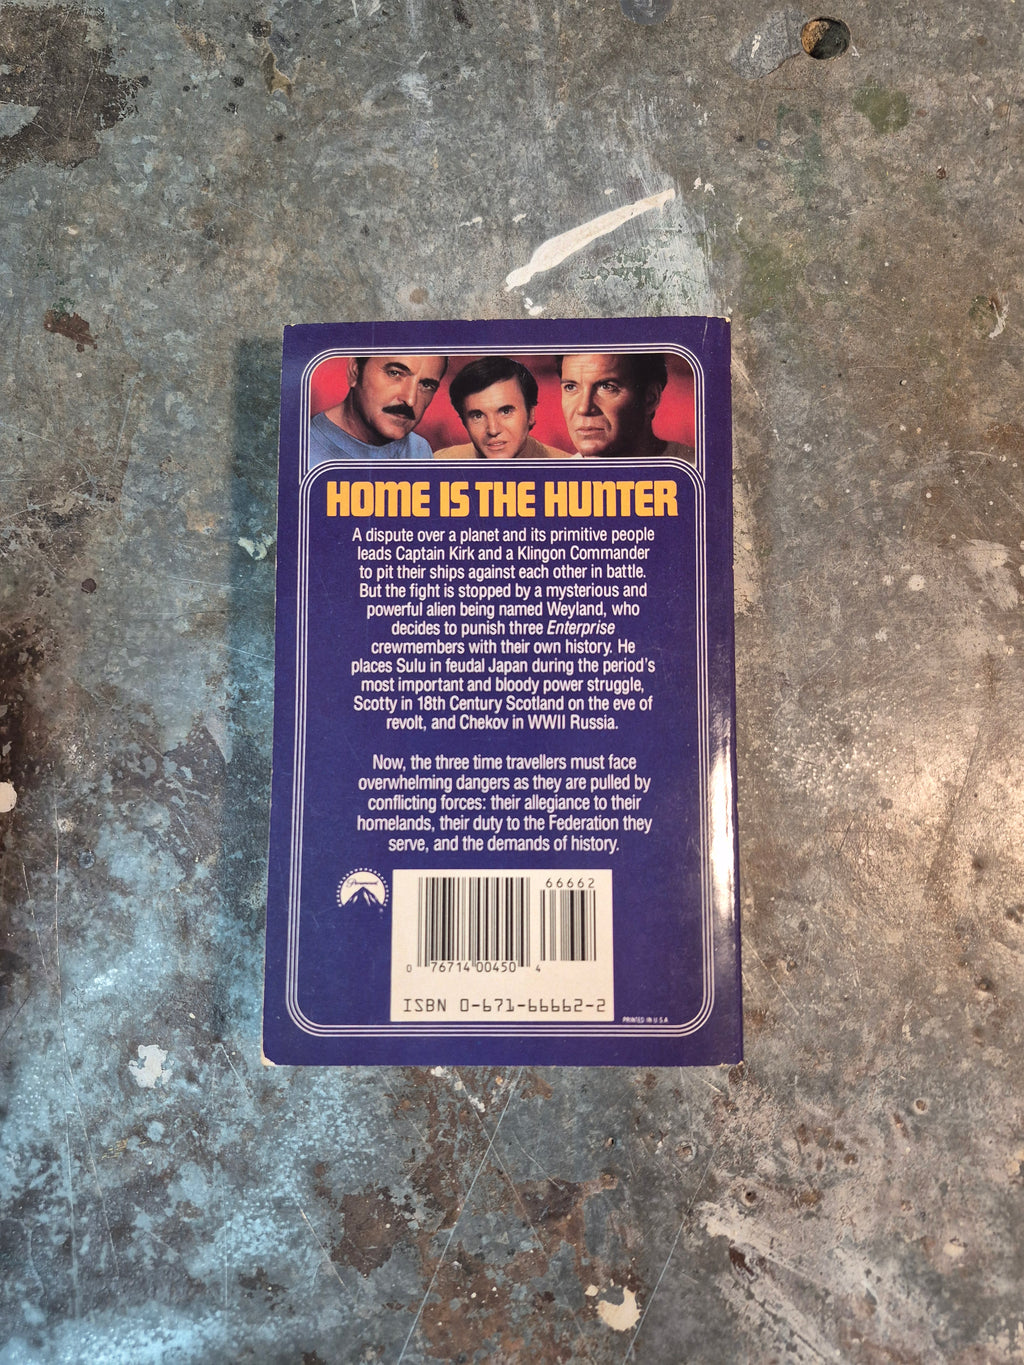 HOME IS THE HUNTER
A dispute over a planet and its primitive people
leads Captain Kirk and a Klingon Commander
to pit their ships against each other in battle.
But the fight is stopped by a mysterious and
powerful alien being named Weyland, who
decides to punish three Enterprise
crewmembers with their own history. He
places Sulu in feudal Japan during the period's
most important and bloody power struggle,
Scotty in 18th Century Scotland on the eve of
revolt, and Chekov in WWII Russia.
Now, the three time travellers must face
overwhelming dangers as they are pulled by
conflicting forces: their allegiance to their
homelands, their duty to the Federation they
serve, and the demands of history.
Paramount
66662
0 76714 00450 4
ISBN 0-671-66662-2
PRINTED IN U.S.A.